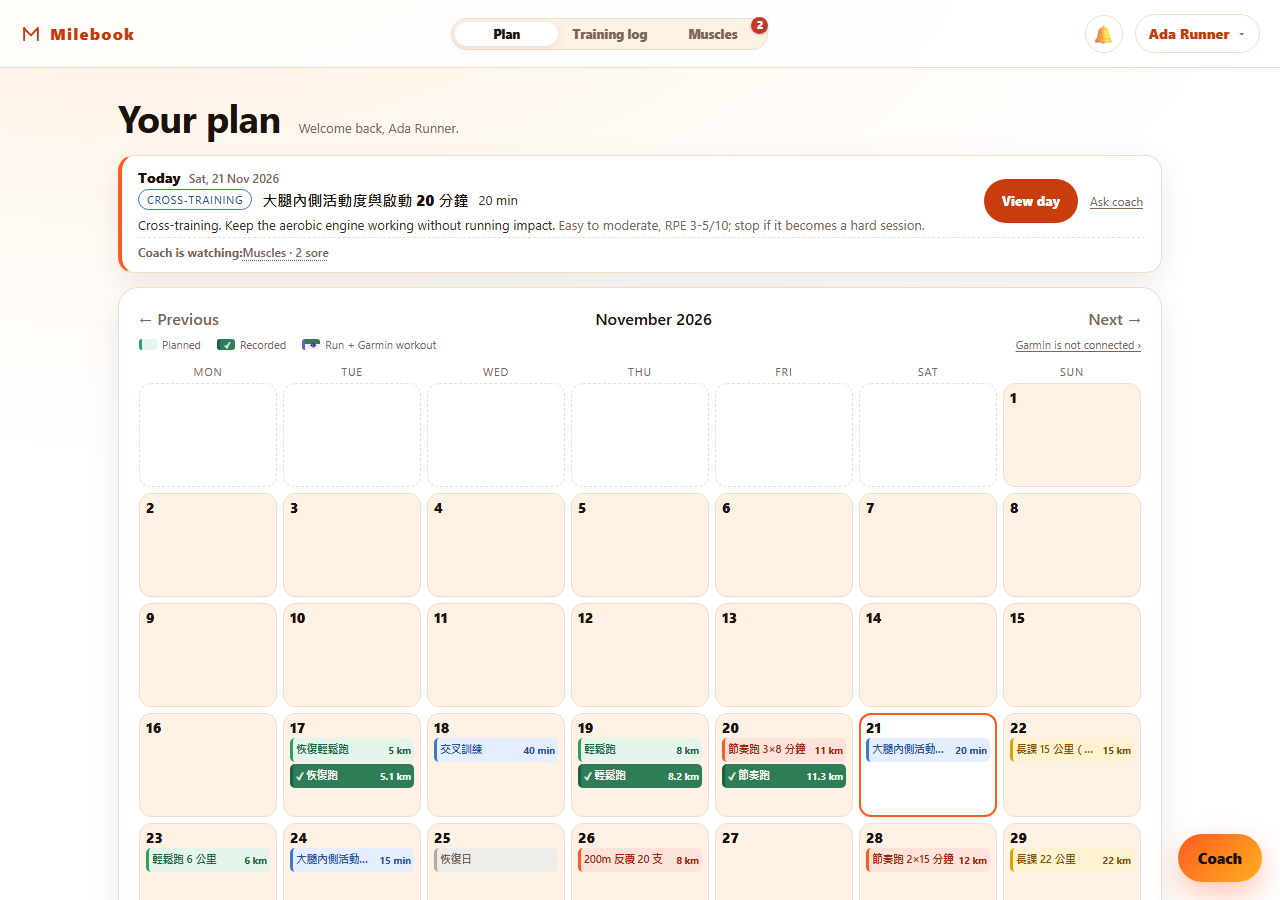 Milebook
Plan
Training log
Muscles
2
Ada Runner
Your plan
Welcome back, Ada Runner.
Today Sat, 21 Nov 2026
CROSS-TRAINING 大腿內側活動度與啟動 20 分鐘 20 min
Cross-training. Keep the aerobic engine working without running impact. Easy to moderate, RPE 3-5/10; stop if it becomes a hard session.
Coach is watching: Muscles · 2 sore
View day
Ask coach
← Previous
November 2026
Next →
Planned
Recorded
Run + Garmin workout
Garmin is not connected ›
MON TUE WED THU FRI SAT SUN
1
2 3 4 5 6 7 8
9 10 11 12 13 14 15
16
17
恢復輕鬆跑 5 km
✓ 恢復跑 5.1 km
18
交叉訓練 40 min
19
輕鬆跑 8 km
✓ 輕鬆跑 8.2 km
20
節奏跑 3×8 分鐘 11 km
✓ 節奏跑 11.3 km
21
大腿內側活動... 20 min
22
長課 15 公里 ( ... 15 km
23
輕鬆跑 6 公里 6 km
24
大腿內側活動... 15 min
25
恢復日
26
200m 反覆 20 支 8 km
27
28
節奏跑 2×15 分鐘 12 km
29
長課 22 公里 22 km
Coach